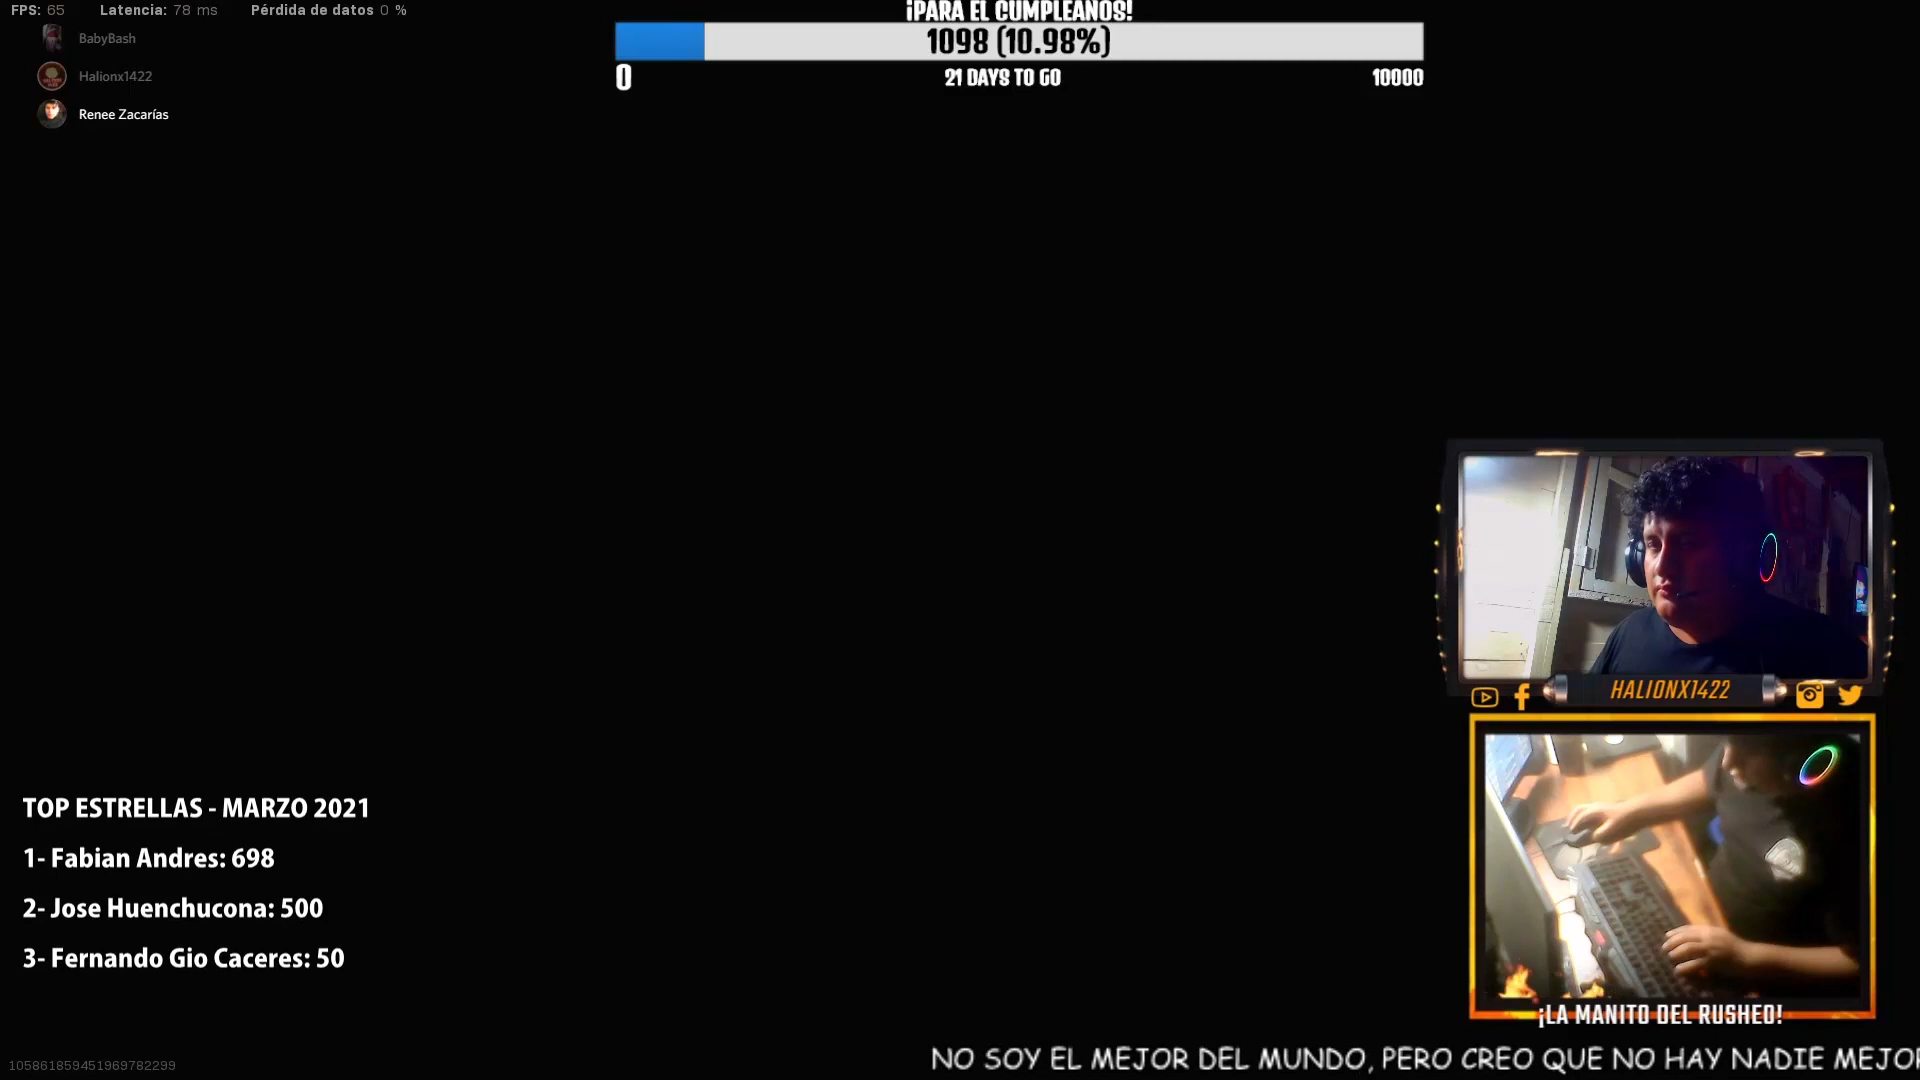 FPS: 65 Latencia: 78 ms Pérdida de datos 0 %
BabyBash
Halionx1422
Renee Zacarías
¡PARA EL CUMPLEAÑOS!
1098 (10.98%)
0 21 DAYS TO GO 10000
HALIONX1422
TOP ESTRELLAS - MARZO 2021
1- Fabian Andres: 698
2- Jose Huenchucona: 500
3- Fernando Gio Caceres: 50
¡LA MANITO DEL RUSHEO!
NO SOY EL MEJOR DEL MUNDO, PERO CREO QUE NO HAY NADIE MEJOR
105861859451969782299